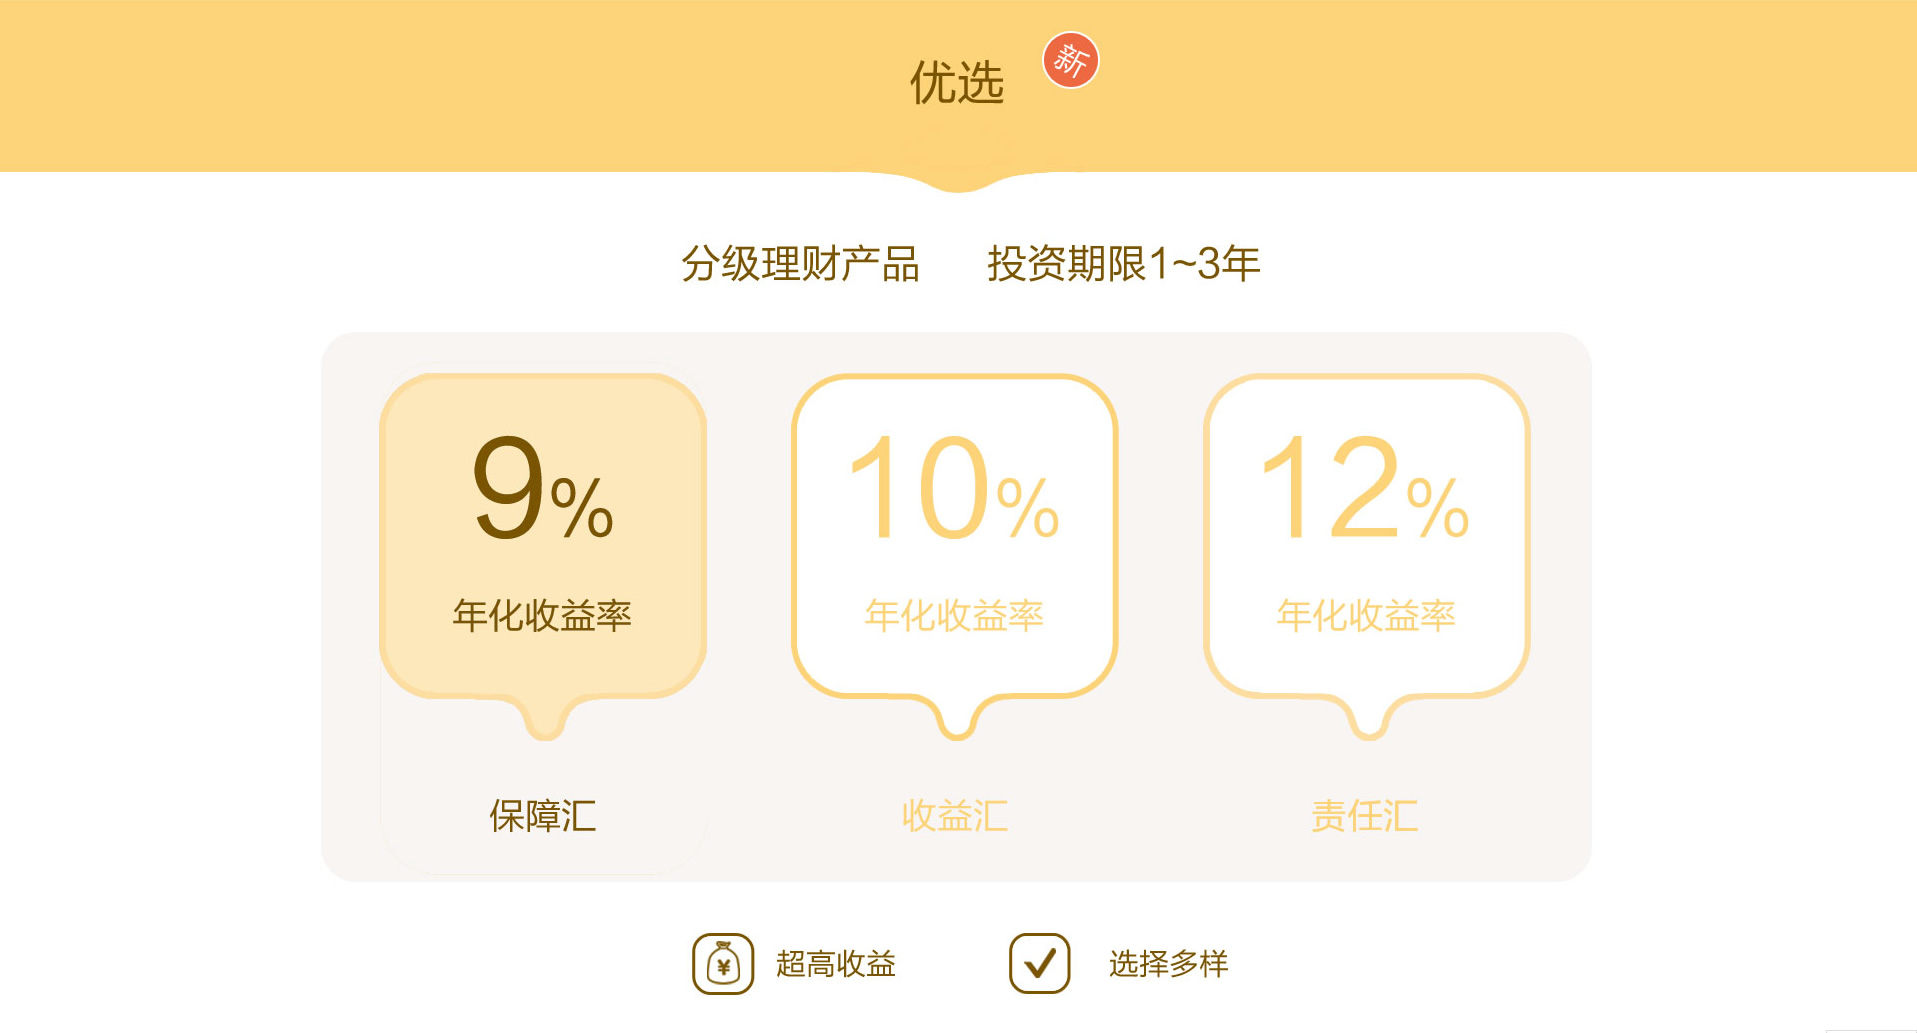 优选
新
分级理财产品 投资期限1~3年
9% 10% 12%
年化收益率 年化收益率 年化收益率
保障汇 收益汇 责任汇
¥ 超高收益 选择多样